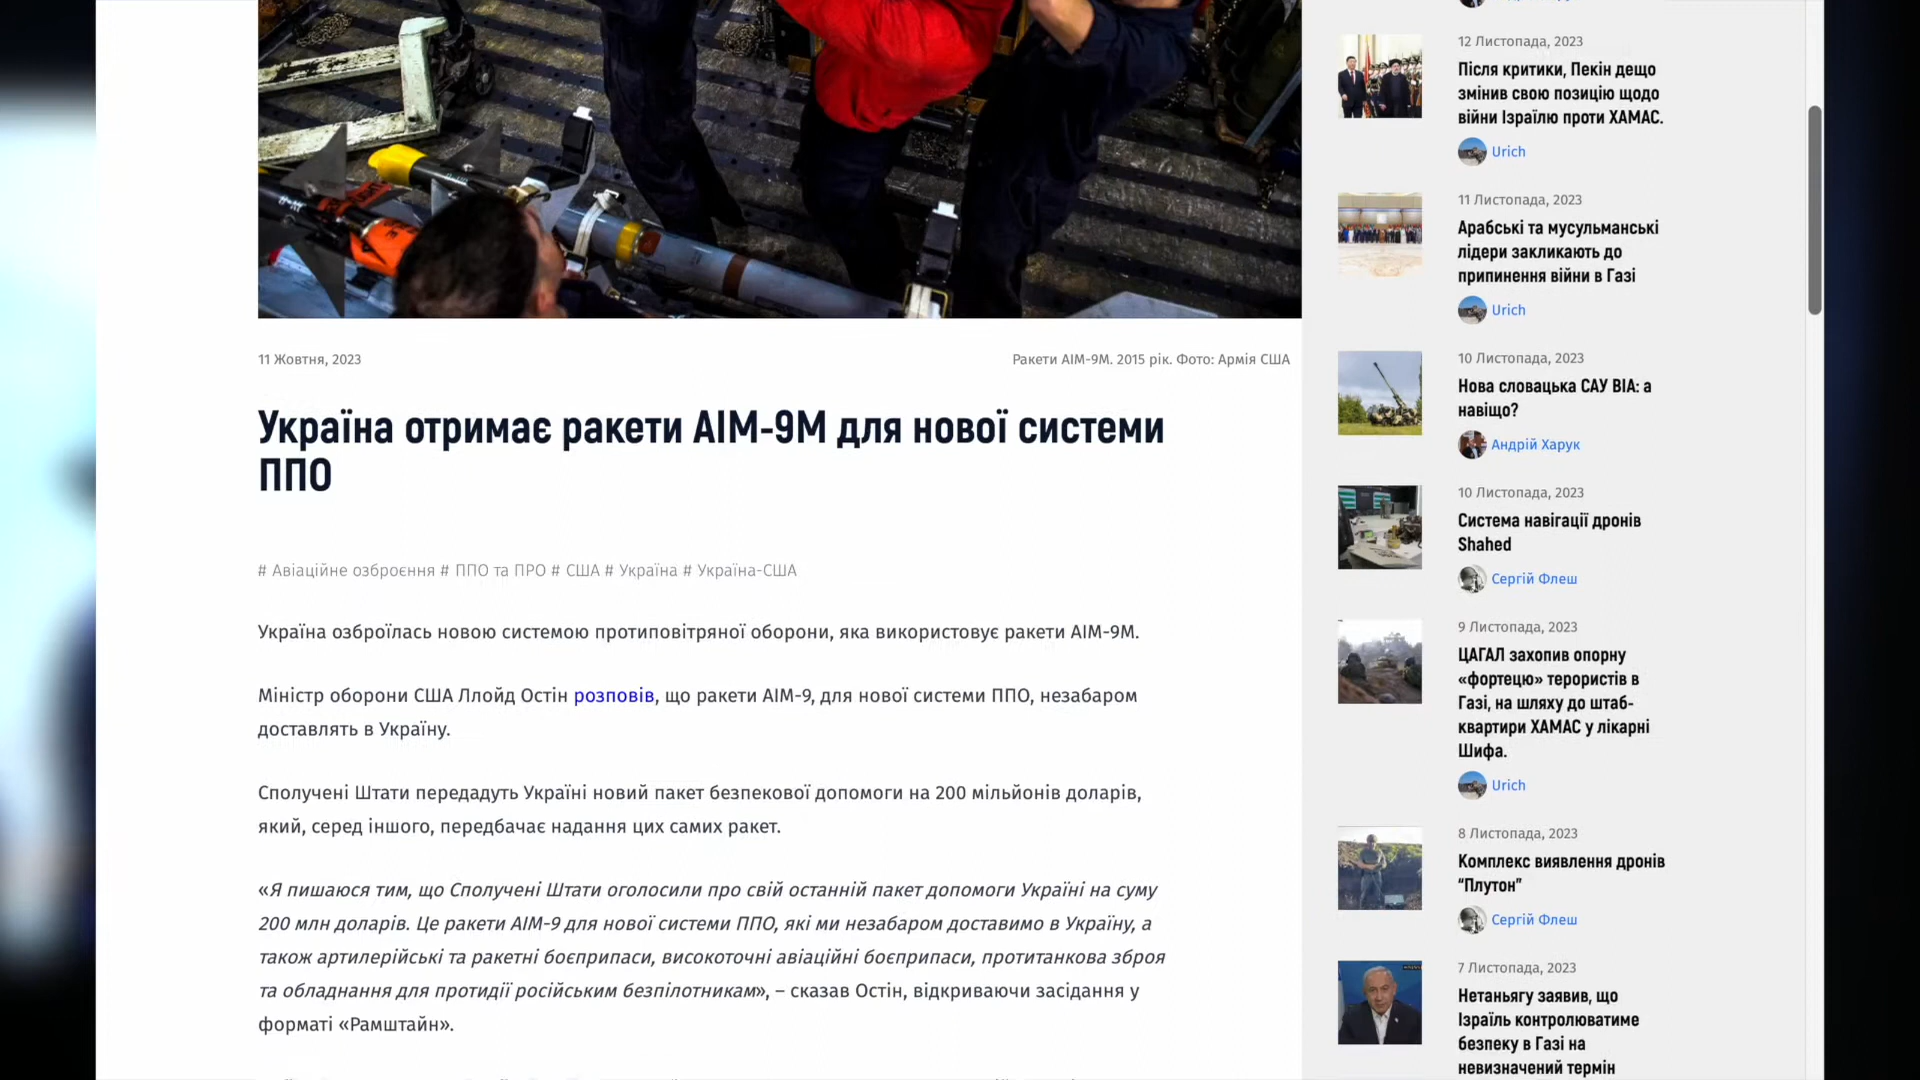 11 Жовтня, 2023
Ракети AIM-9M. 2015 рік. Фото: Армія США
Україна отримає ракети AIM-9M для нової системи
ППО
# Авіаційне озброєння # ППО та ПРО # США # Україна # Україна-США
Україна озброїлась новою системою протиповітряної оборони, яка використовує ракети AIM-9M.
Міністр оборони США Ллойд Остін розповів, що ракети AIM-9, для нової системи ППО, незабаром
доставлять в Україну.
Сполучені Штати передадуть Україні новий пакет безпекової допомоги на 200 мільйонів доларів,
який, серед іншого, передбачає надання цих самих ракет.
«Я пишаюся тим, що Сполучені Штати оголосили про свій останній пакет допомоги Україні на суму
200 млн доларів. Це ракети AIM-9 для нової системи ППО, які ми незабаром доставимо в Україну, а
також артилерійські та ракетні боєприпаси, високоточні авіаційні боєприпаси, протитанкова зброя
та обладнання для протидії російським безпілотникам», – сказав Остін, відкриваючи засідання у
форматі «Рамштайн».
12 Листопада, 2023
Після критики, Пекін дещо
змінив свою позицію щодо
війни Ізраїлю проти ХАМАС.
Urich
11 Листопада, 2023
Арабські та мусульманські
лідери закликають до
припинення війни в Газі
Urich
10 Листопада, 2023
Нова словацька САУ BIA: а
навіщо?
Андрій Харук
10 Листопада, 2023
Система навігації дронів
Shahed
Сергій Флеш
9 Листопада, 2023
ЦАГАЛ захопив опорну
«фортецю» терористів в
Газі, на шляху до штаб-
квартири ХАМАС у лікарні
Шифа.
Urich
8 Листопада, 2023
Комплекс виявлення дронів
“Плутон”
Сергій Флеш
7 Листопада, 2023
Нетаньягу заявив, що
Ізраїль контролюватиме
безпеку в Газі на
невизначений термін